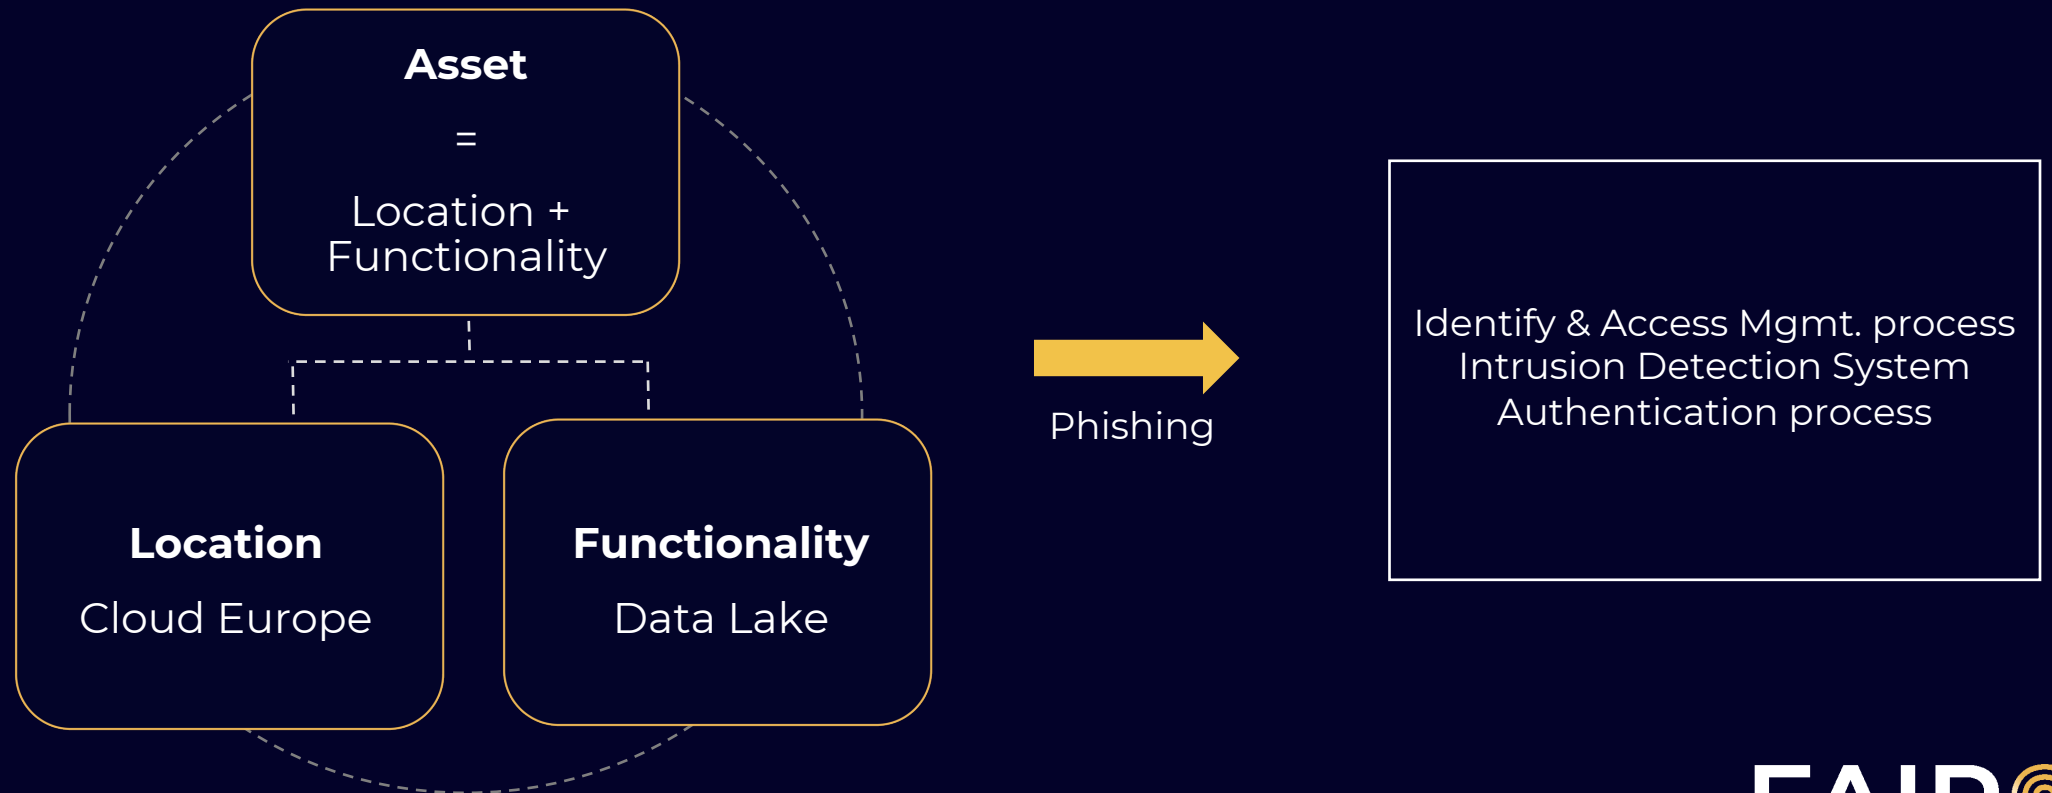 Asset
=
Location +
Functionality
Location
Cloud Europe
Functionality
Data Lake
Phishing
Identify & Access Mgmt. process
Intrusion Detection System
Authentication process